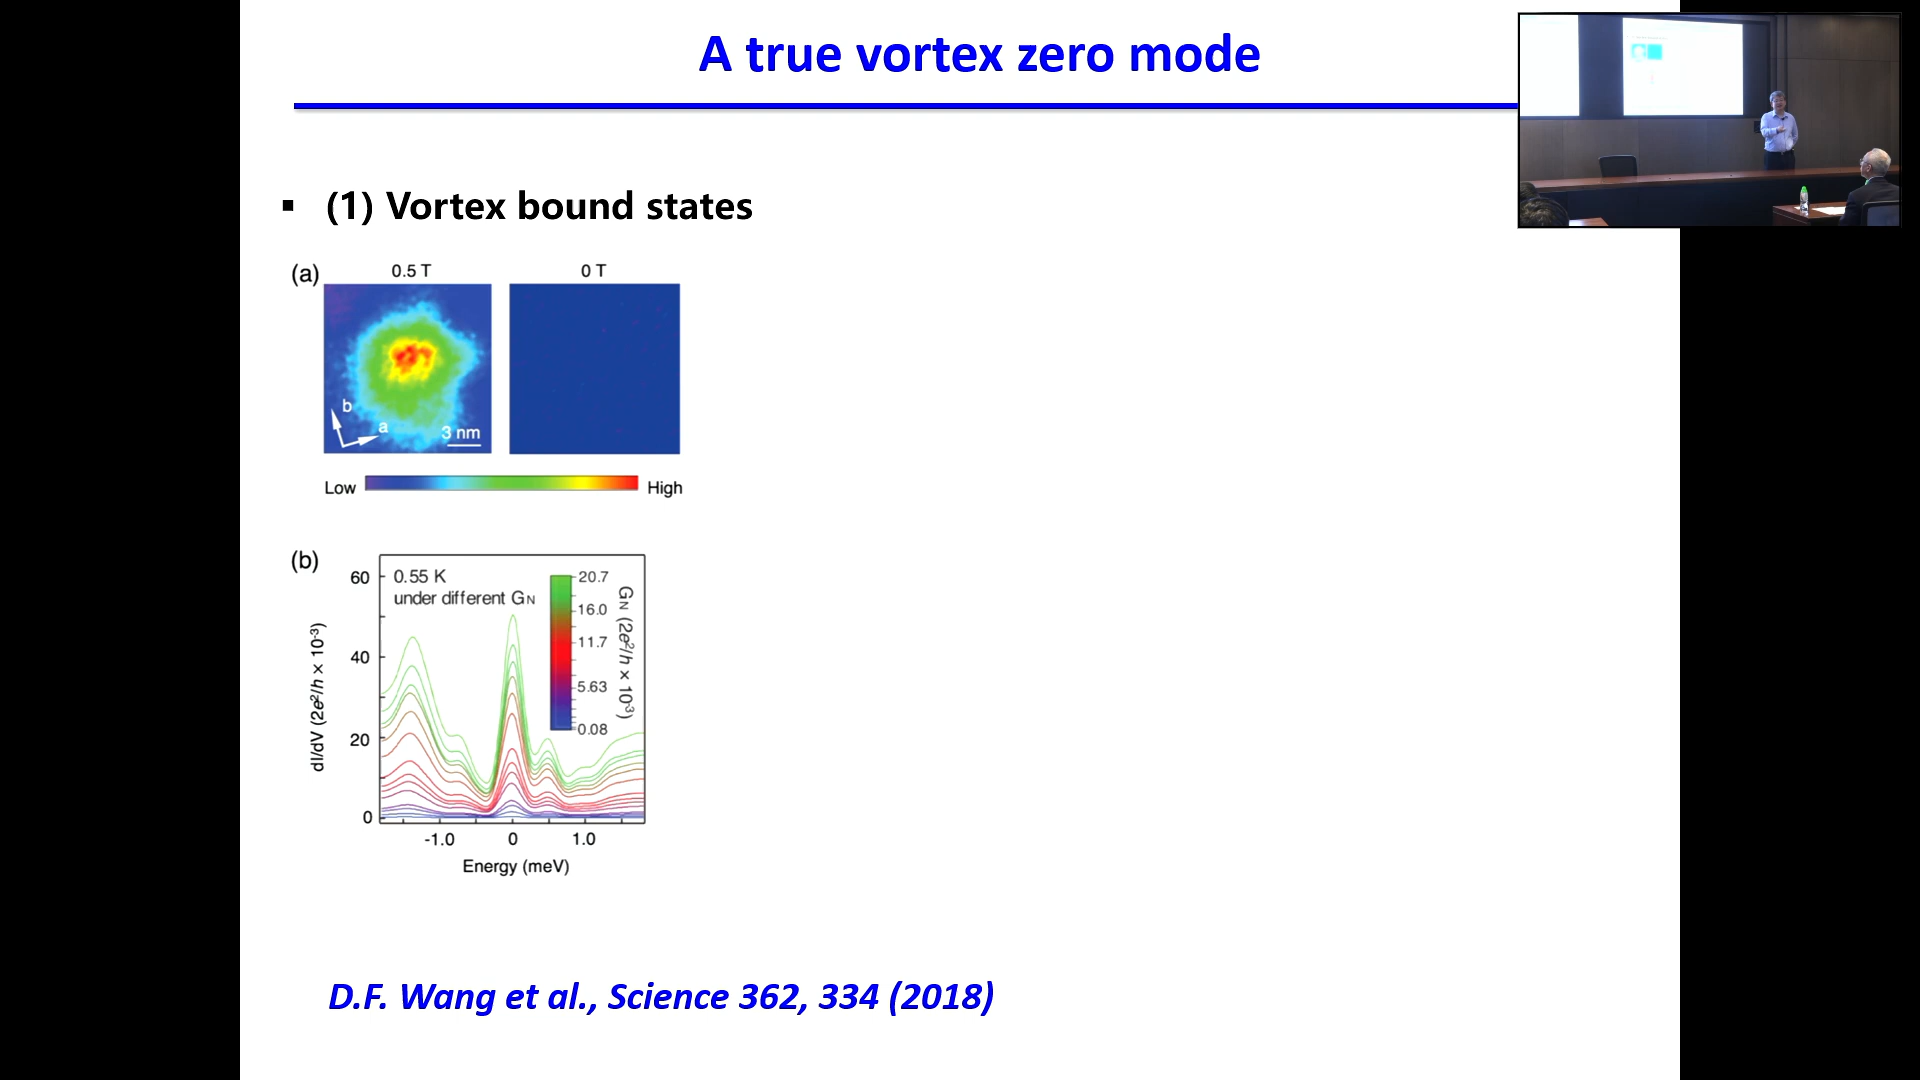 A true vortex zero mode
▪ (1) Vortex bound states
(a)
0.5 T
0 T
b
a
3 nm
Low
High
(b)
60
40
20
0
dI/dV (2e²/h × 10⁻³)
0.55 K
under different G_N
20.7
16.0
11.7
5.63
0.08
G_N (2e²/h × 10⁻³)
-1.0
0
1.0
Energy (meV)
D.F. Wang et al., Science 362, 334 (2018)